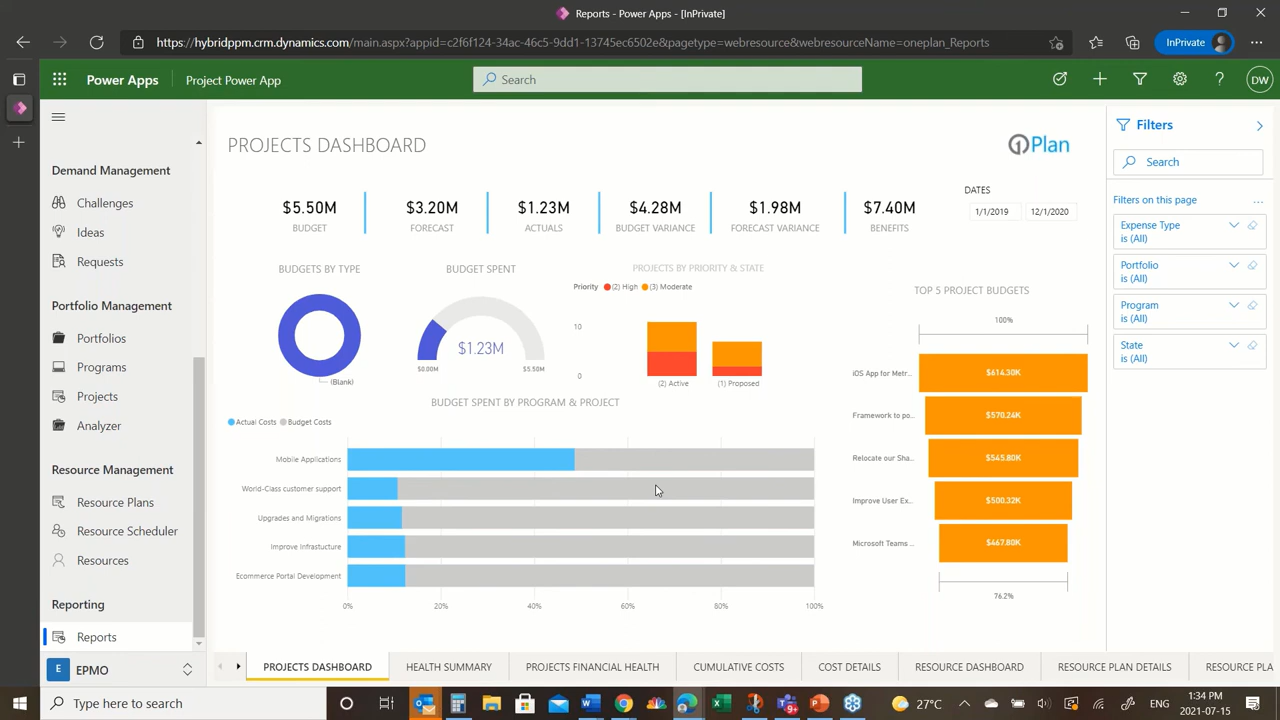 Reports - Power Apps - [InPrivate]
https://hybridppm.crm.dynamics.com/main.aspx?appid=c2f6f124-34ac-46c5-9dd1-13745ec6502e&pagetype=webresource&webresourceName=oneplan_Reports
InPrivate
Power Apps
Project Power App
Search
DW
Demand Management
Challenges
Ideas
Requests
Portfolio Management
Portfolios
Programs
Projects
Analyzer
Resource Management
Resource Plans
Resource Scheduler
Resources
Reporting
Reports
E
EPMO
PROJECTS DASHBOARD
1Plan
$5.50M
BUDGET
$3.20M
FORECAST
$1.23M
ACTUALS
$4.28M
BUDGET VARIANCE
$1.98M
FORECAST VARIANCE
$7.40M
BENEFITS
DATES
1/1/2019
12/1/2020
BUDGETS BY TYPE
(Blank)
BUDGET SPENT
$1.23M
$0.00M
$5.50M
PROJECTS BY PRIORITY & STATE
Priority (2) High (3) Moderate
10
0
(2) Active
(1) Proposed
TOP 5 PROJECT BUDGETS
100%
iOS App for Metr...
$614.30K
Framework to po...
$570.24K
Relocate our Sha...
$545.80K
Improve User Ex...
$500.32K
Microsoft Teams...
$467.88K
76.2%
BUDGET SPENT BY PROGRAM & PROJECT
Actual Costs Budget Costs
Mobile Applications
World-Class customer support
Upgrades and Migrations
Improve Infrastucture
Ecommerce Portal Development
0%
20%
40%
60%
80%
100%
Filters
Search
Filters on this page
Expense Type
is (All)
Portfolio
is (All)
Program
is (All)
State
is (All)
PROJECTS DASHBOARD
HEALTH SUMMARY
PROJECTS FINANCIAL HEALTH
CUMULATIVE COSTS
COST DETAILS
RESOURCE DASHBOARD
RESOURCE PLAN DETAILS
RESOURCE PLA
Type here to search
27°C
1:34 PM
2021-07-15